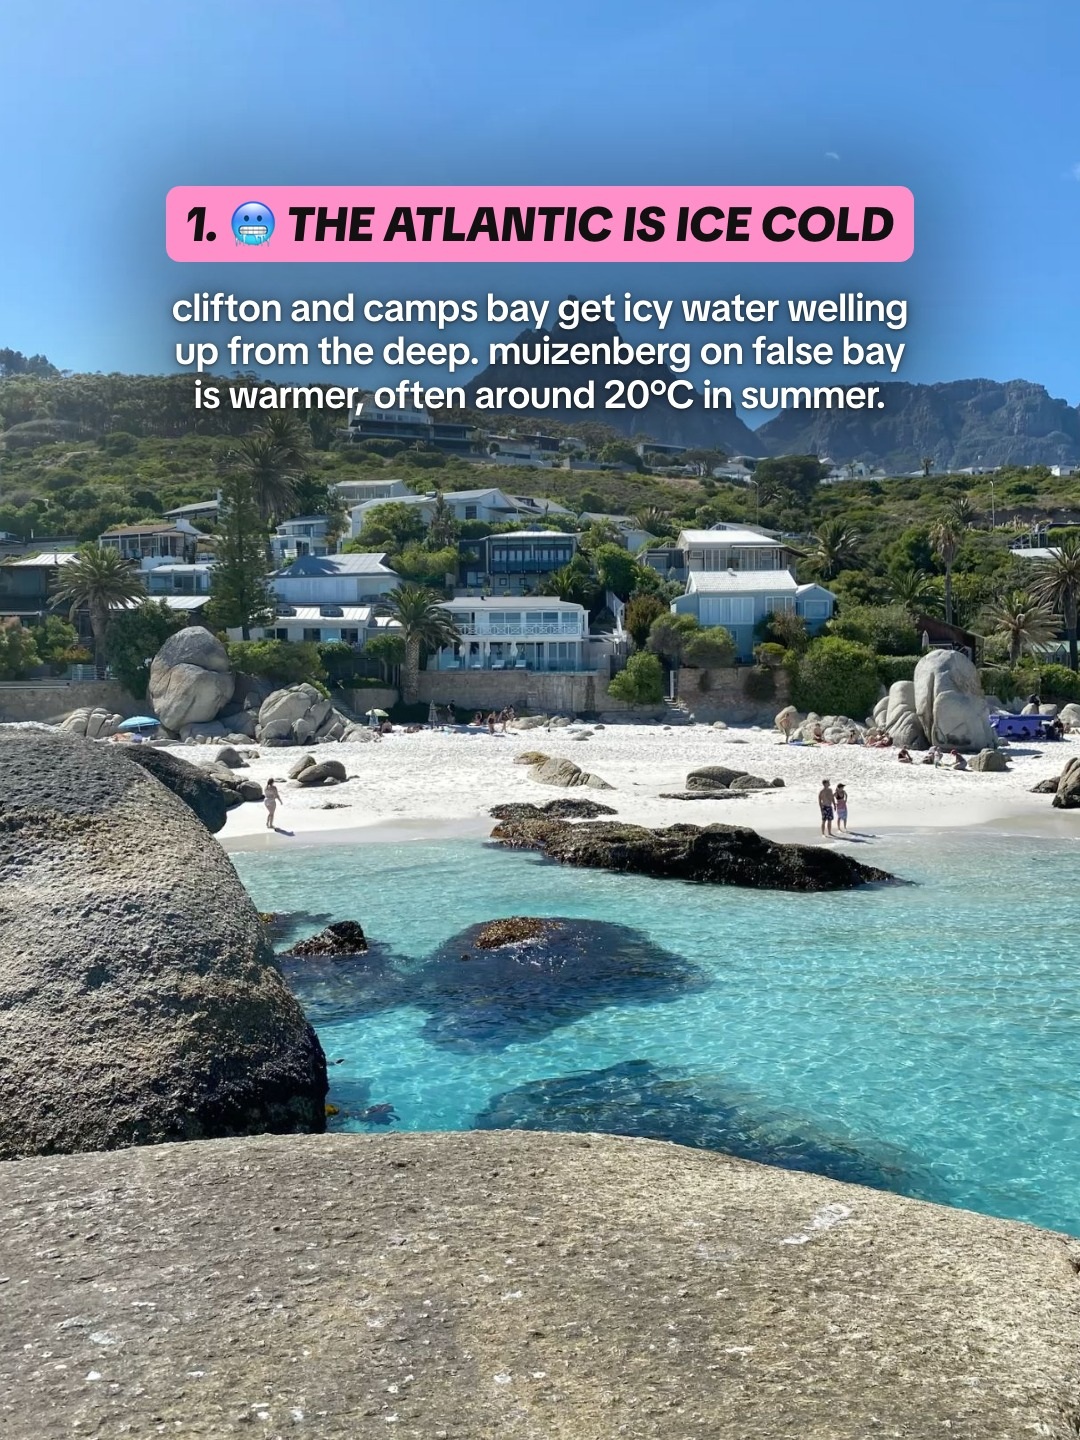 1. 🥶 THE ATLANTIC IS ICE COLD
clifton and camps bay get icy water welling
up from the deep. muizenberg on false bay
is warmer, often around 20°C in summer.